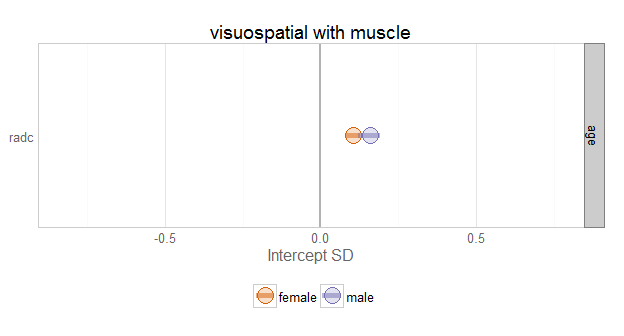 visuospatial with muscle
radc
age
-0.5 0.0 0.5
Intercept SD
female male